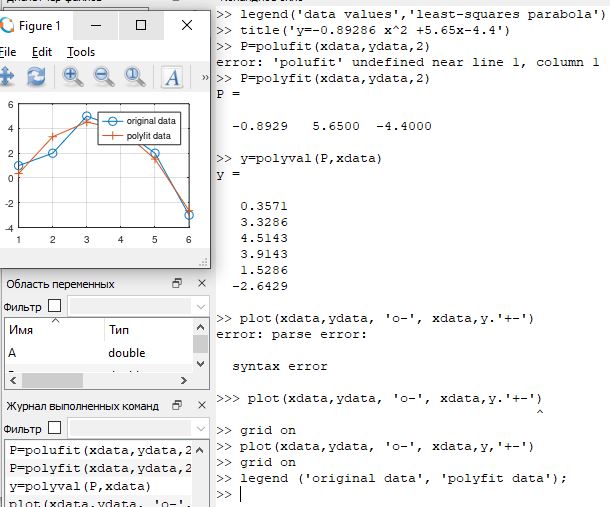 Figure 1
File Edit Tools
A
»
6
4
2
0
-2
-4
1 2 3 4 5 6
original data
polyfit data
Область переменных
Фильтр
Имя Тип
A double
Журнал выполненных команд
Фильтр
P=polufit(xdata,ydata,2
P=polyfit(xdata,ydata,2
y=polyval(P,xdata)
plot(xdata,ydata, 'o-',
>> legend('data values','least-squares parabola')
>> title('y=-0.89286 x^2 +5.65x-4.4')
>> P=polufit(xdata,ydata,2)
error: 'polufit' undefined near line 1, column 1
>> P=polyfit(xdata,ydata,2)
P =
-0.8929 5.6500 -4.4000
>> y=polyval(P,xdata)
y =
0.3571
3.3286
4.5143
3.9143
1.5286
-2.6429
>> plot(xdata,ydata, 'o-', xdata,y.'+-')
error: parse error:
syntax error
>>> plot(xdata,ydata, 'o-', xdata,y.'+-')
^
>> grid on
>> plot(xdata,ydata, 'o-', xdata,y,'+-')
>> grid on
>> legend ('original data', 'polyfit data');
>>